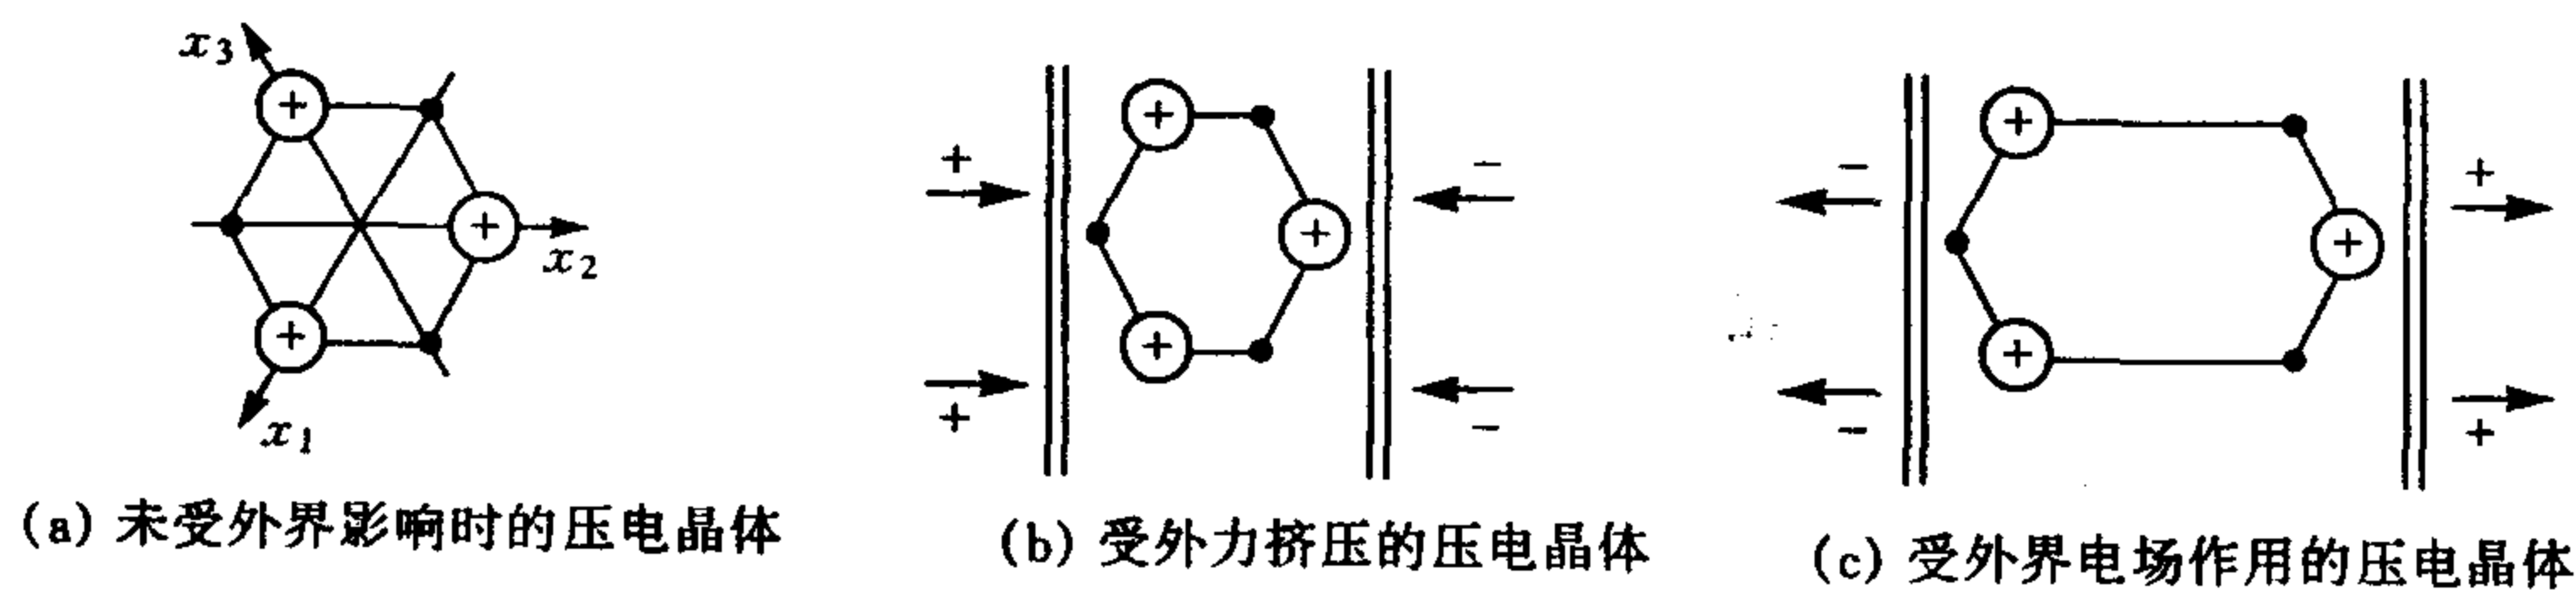 x3
x2
x1
+ + +
(a) 未受外界影响时的压电晶体
+ + −
+
+ + −
(b) 受外力挤压的压电晶体
− + +
+
− + +
(c) 受外界电场作用的压电晶体